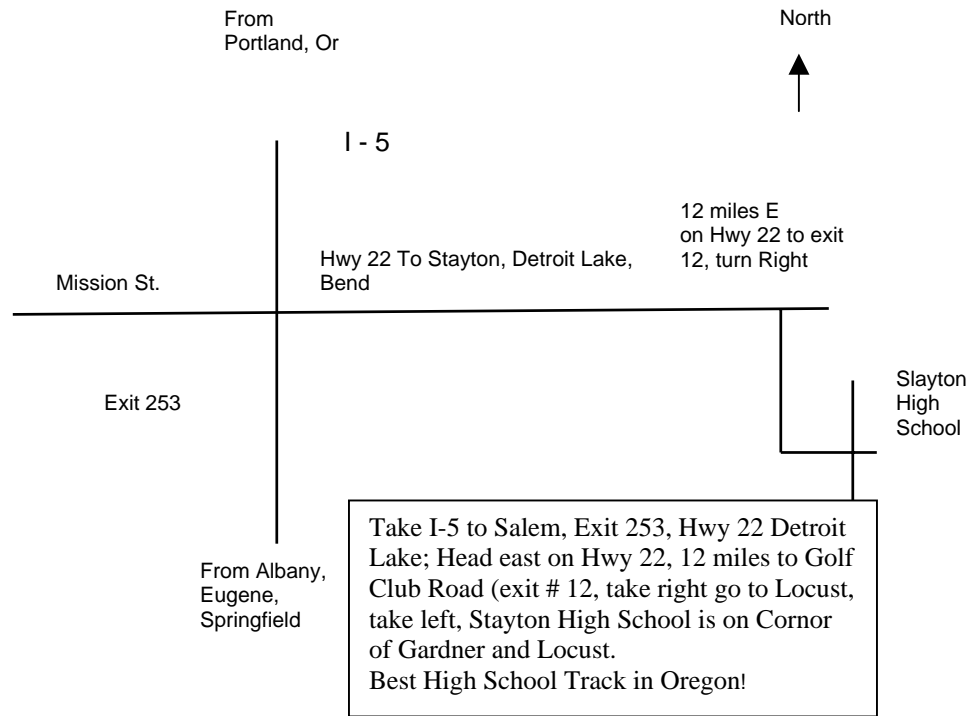 From
Portland, Or
North
I - 5
12 miles E
on Hwy 22 to exit
12, turn Right
Hwy 22 To Stayton, Detroit Lake,
Bend
Mission St.
Exit 253
Slayton
High
School
From Albany,
Eugene,
Springfield
Take I-5 to Salem, Exit 253, Hwy 22 Detroit
Lake; Head east on Hwy 22, 12 miles to Golf
Club Road (exit # 12, take right go to Locust,
take left, Stayton High School is on Cornor
of Gardner and Locust.
Best High School Track in Oregon!